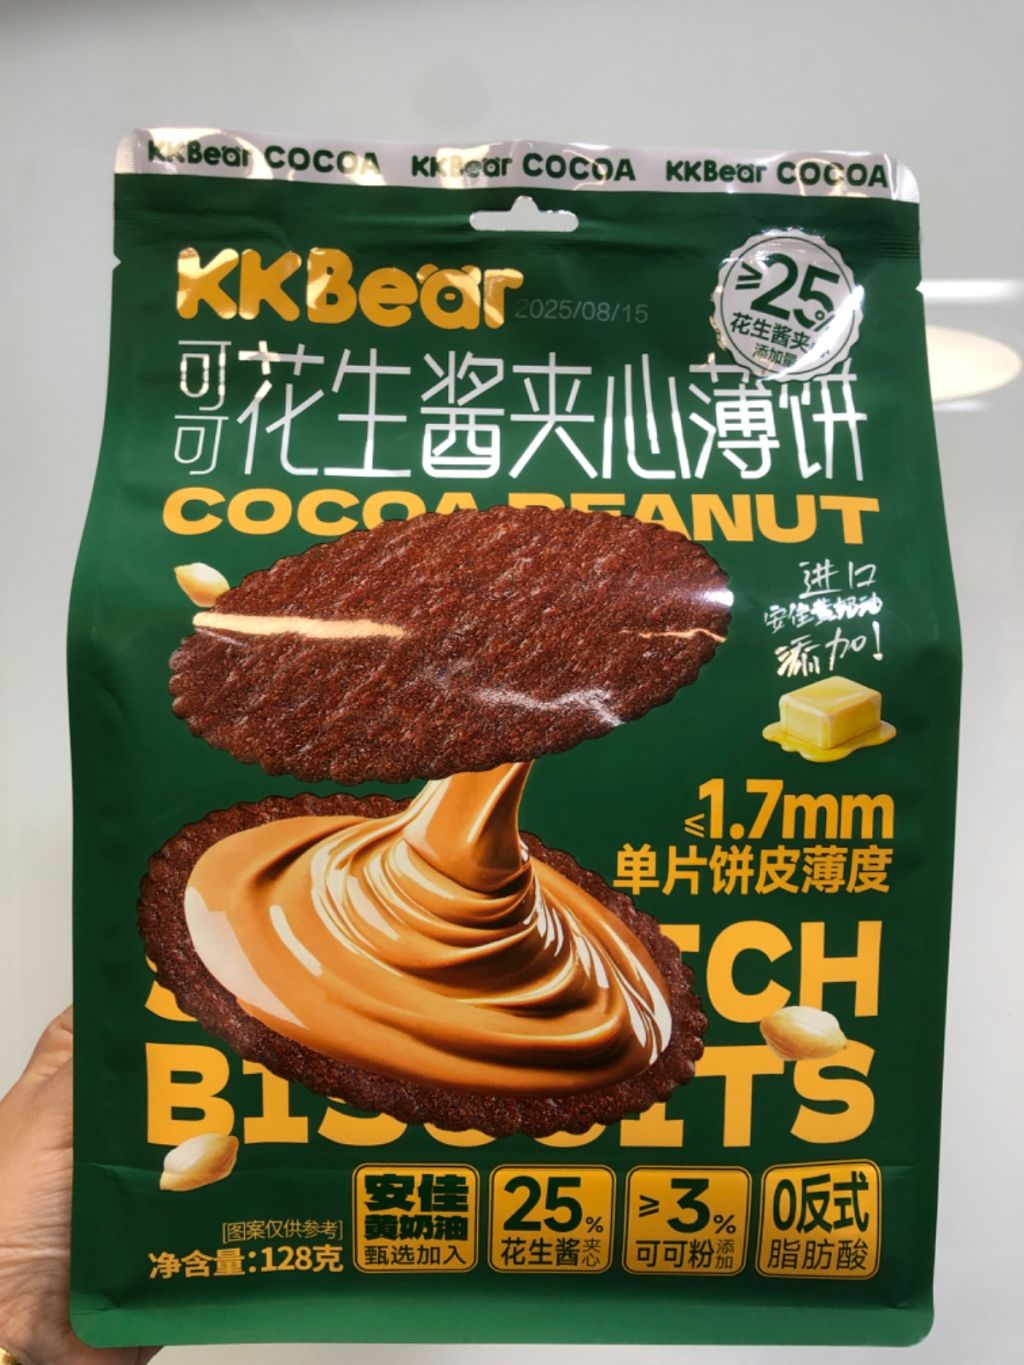 KKBear COCOA KKBear COCOA KKBear COCOA
KKBear
2025/08/15
≥25%
花生酱夹
添加量
可可花生酱夹心薄饼
COCOA PEANUT
进口
安佳黄奶油
添加!
≤1.7mm
单片饼皮薄度
BISCUITS
安佳
黄奶油
甄选加入
25%
花生酱夹心
≥3%
可可粉添加
0反式
脂肪酸
[图案仅供参考]
净含量:128克